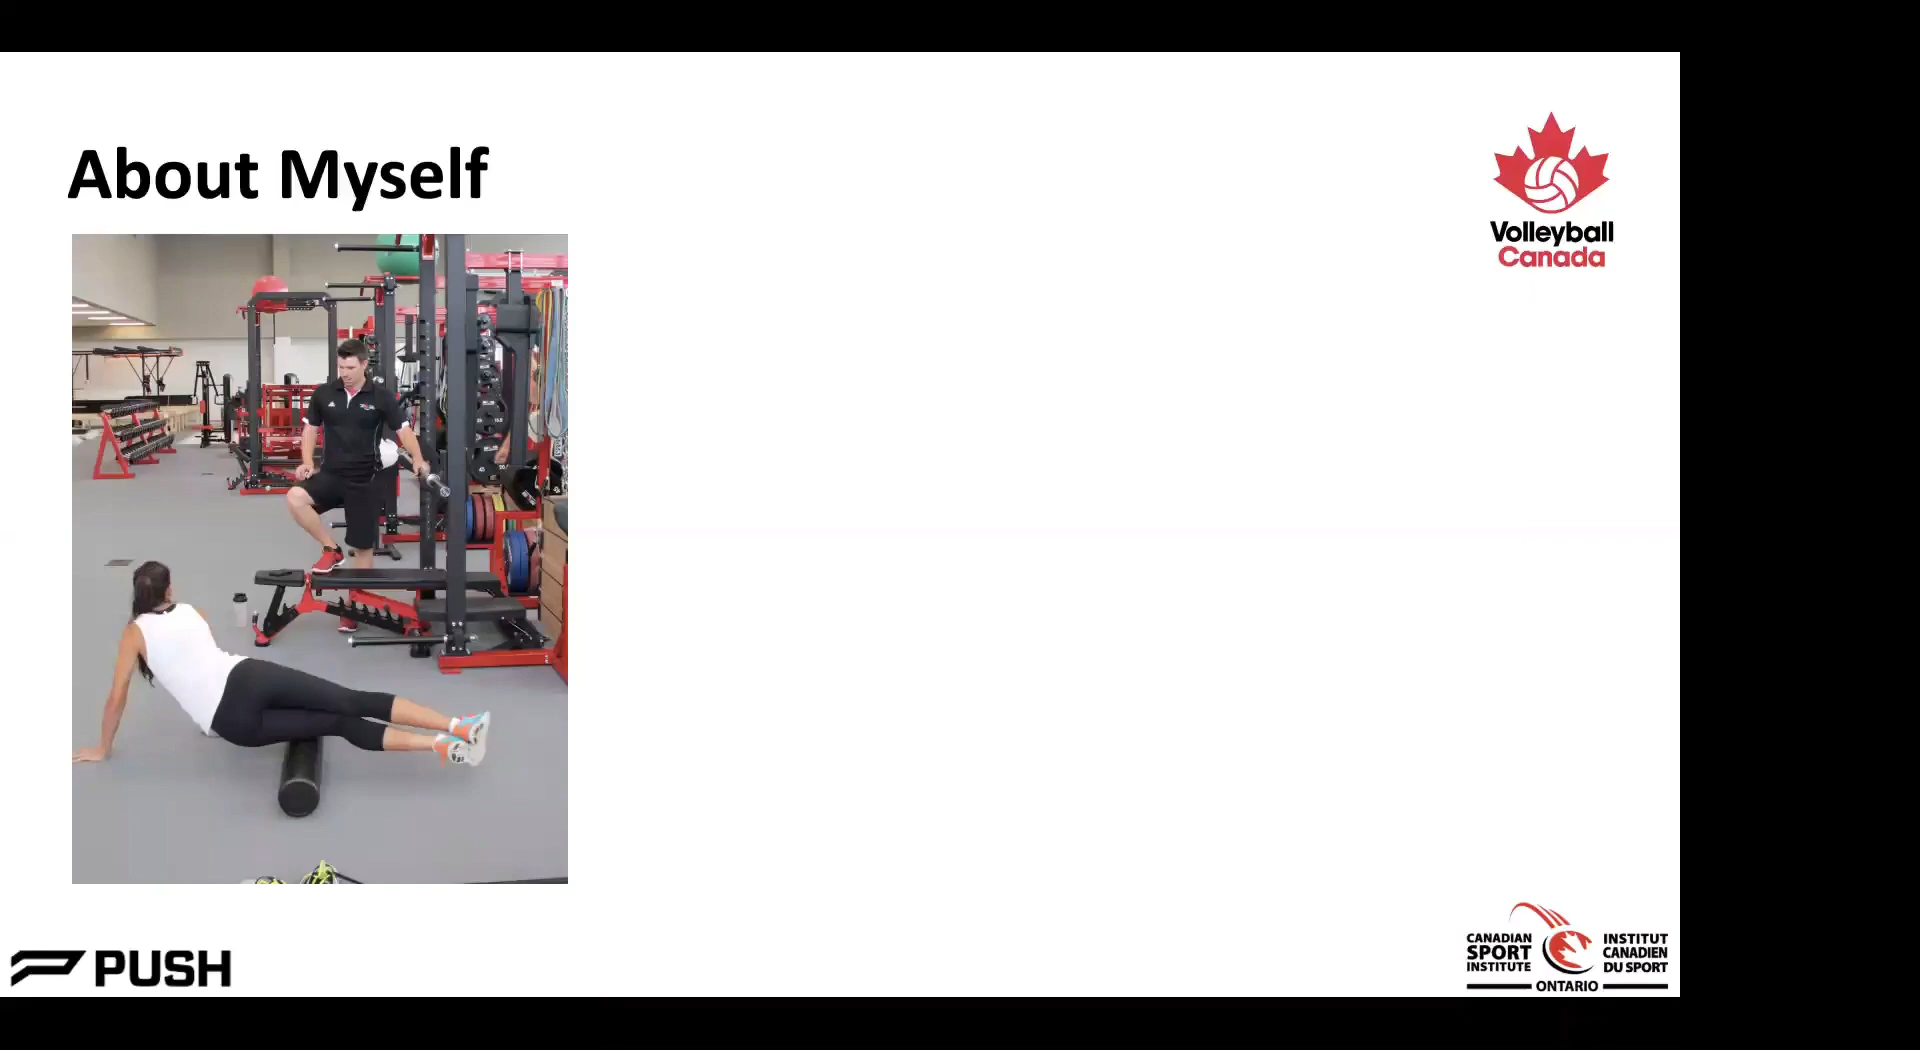 About Myself
Volleyball
Canada
PUSH
CANADIAN
SPORT
INSTITUTE
INSTITUT
CANADIEN
DU SPORT
ONTARIO